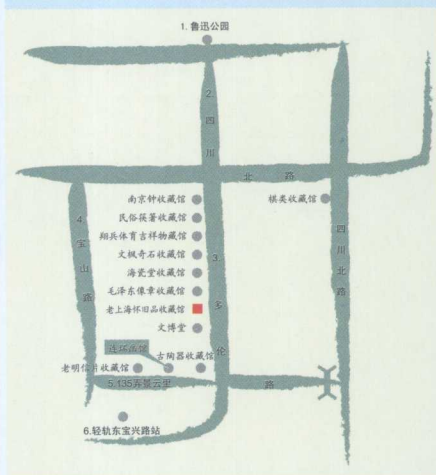 1. 鲁迅公园
2.
四
川
北 路
南京钟收藏馆
棋类收藏馆
民俗筷箸收藏馆
翔兵体育吉祥物藏馆
文枫奇石收藏馆
海瓷堂收藏馆
毛泽东像章收藏馆
老上海怀旧品收藏馆
文博堂
4.
宝
山
路
3.
多
伦
路
四
川
北
路
连环画馆
古陶器收藏馆
老明信片收藏馆
5.135弄景云里
6.轻轨东宝兴路站